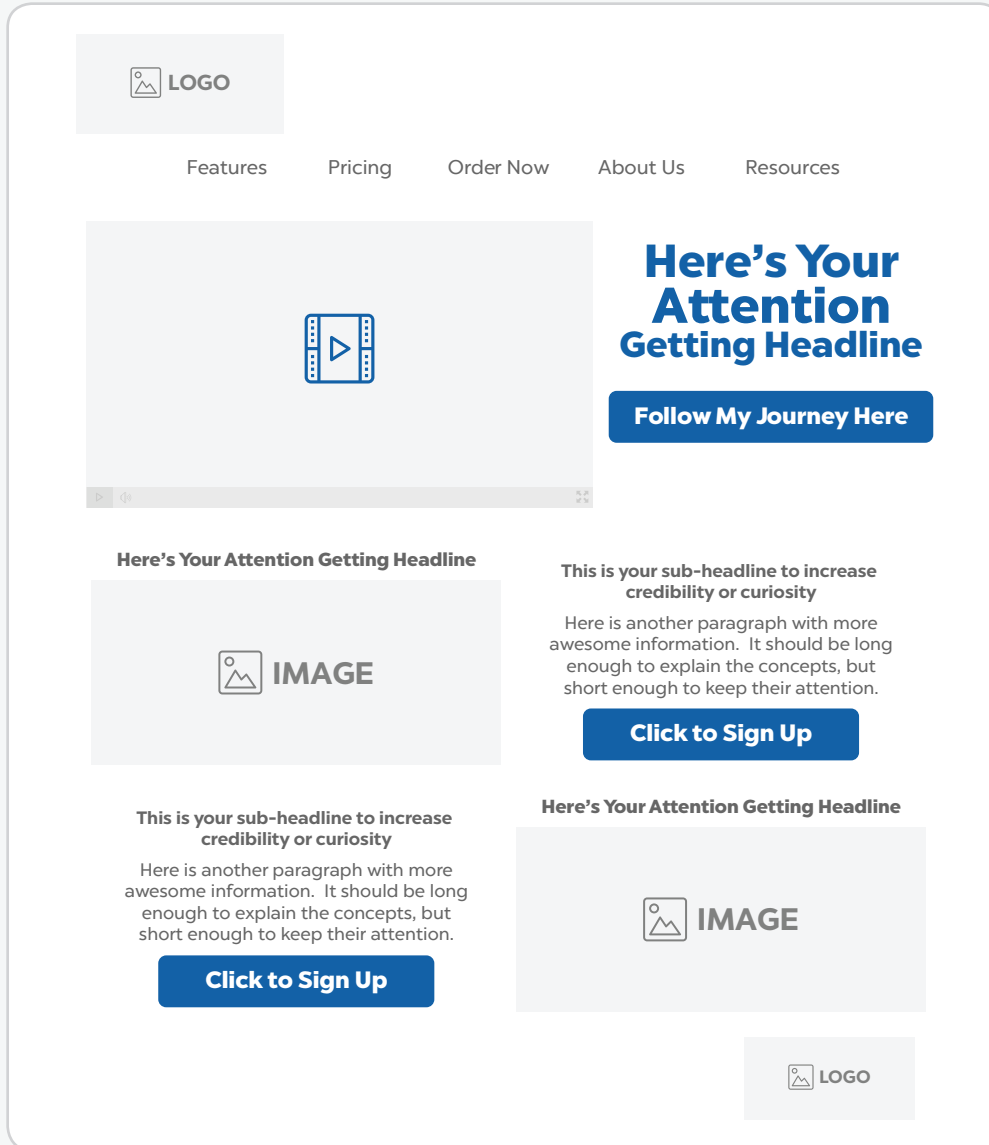 LOGO
Features Pricing Order Now About Us Resources
Here’s Your
Attention
Getting Headline
Follow My Journey Here
Here’s Your Attention Getting Headline
IMAGE
This is your sub-headline to increase
credibility or curiosity
Here is another paragraph with more
awesome information.  It should be long
enough to explain the concepts, but
short enough to keep their attention.
Click to Sign Up
This is your sub-headline to increase
credibility or curiosity
Here is another paragraph with more
awesome information.  It should be long
enough to explain the concepts, but
short enough to keep their attention.
Click to Sign Up
Here’s Your Attention Getting Headline
IMAGE
LOGO